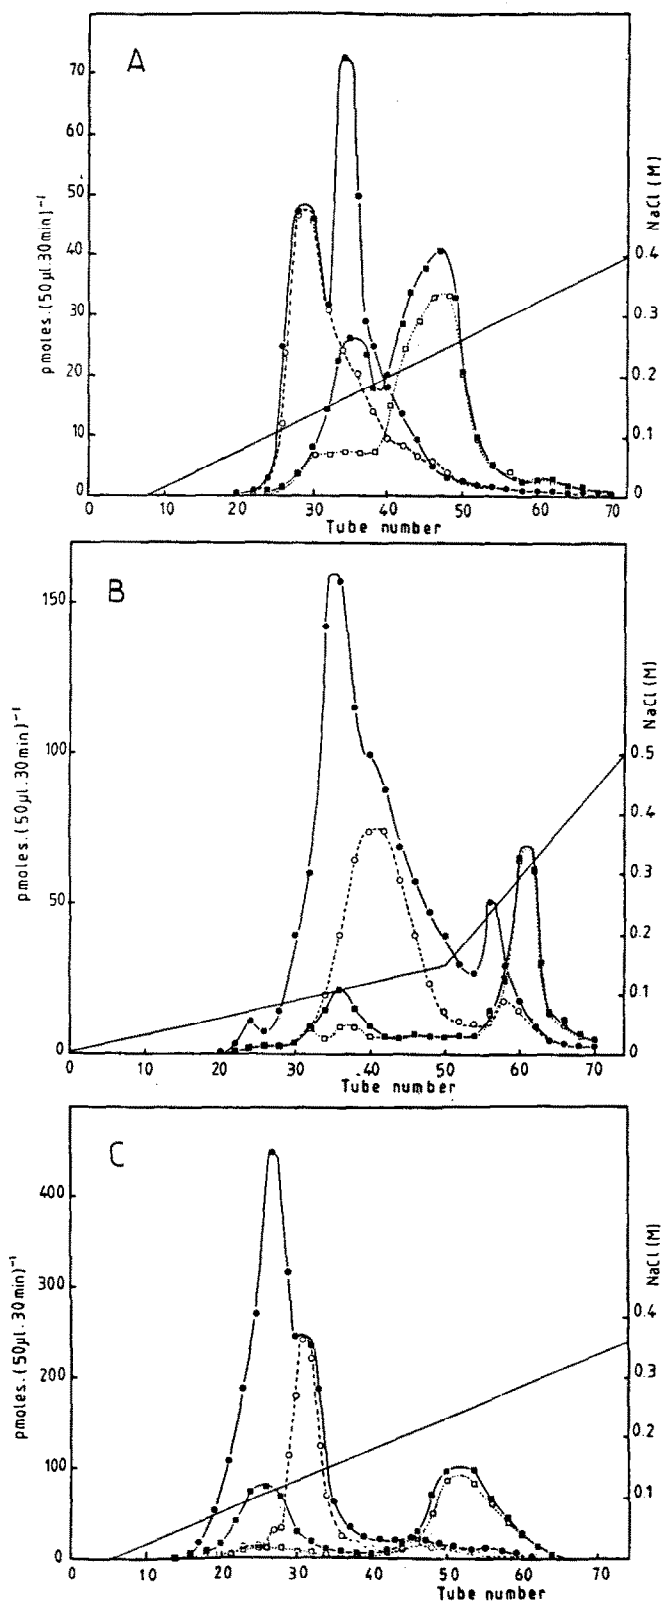 A
70
60
50
40
30
20
10
0
pmoles.(50µl.30min)⁻¹
NaCl (M)
0.4
0.3
0.2
0.1
0
0 10 20 30 40 50 60 70
Tube number
B
150
100
50
0
pmoles.(50µl.30min)⁻¹
NaCl (M)
0.5
0.4
0.3
0.2
0.1
0
0 10 20 30 40 50 60 70
Tube number
C
400
300
200
100
0
pmoles.(50µl.30min)⁻¹
NaCl (M)
0.4
0.3
0.2
0.1
0 10 20 30 40 50 60 70
Tube number